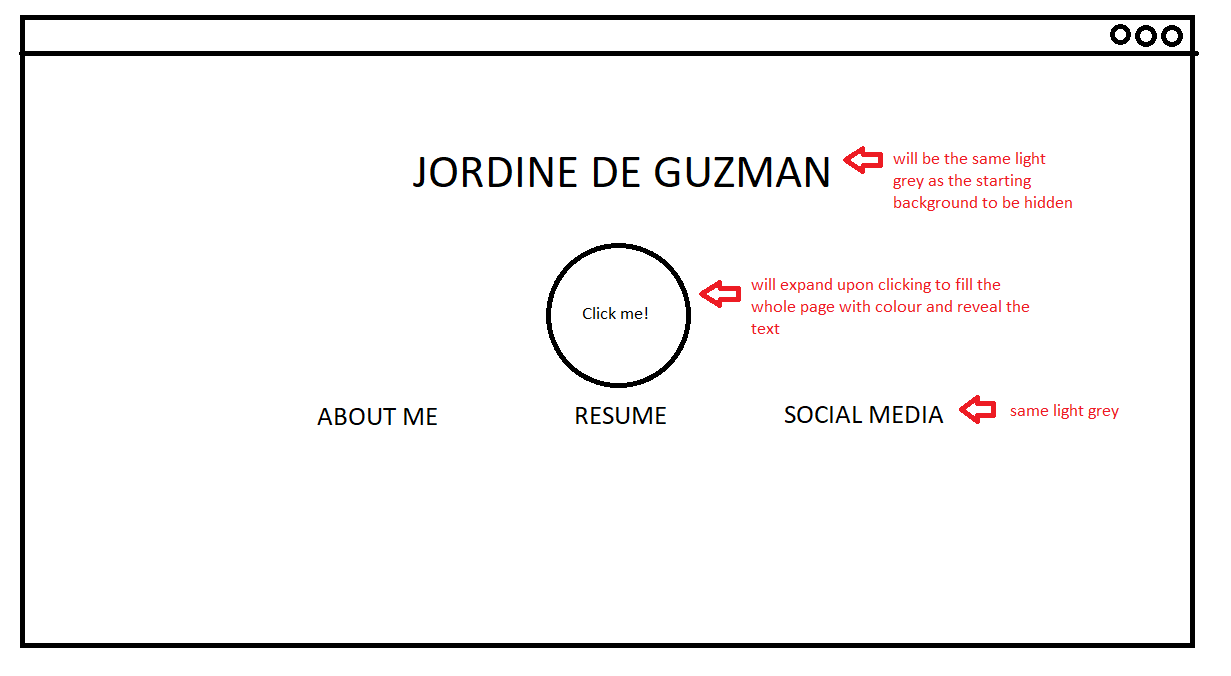 JORDINE DE GUZMAN
will be the same light
grey as the starting
background to be hidden
Click me!
will expand upon clicking to fill the
whole page with colour and reveal the
text
ABOUT ME
RESUME
SOCIAL MEDIA
same light grey